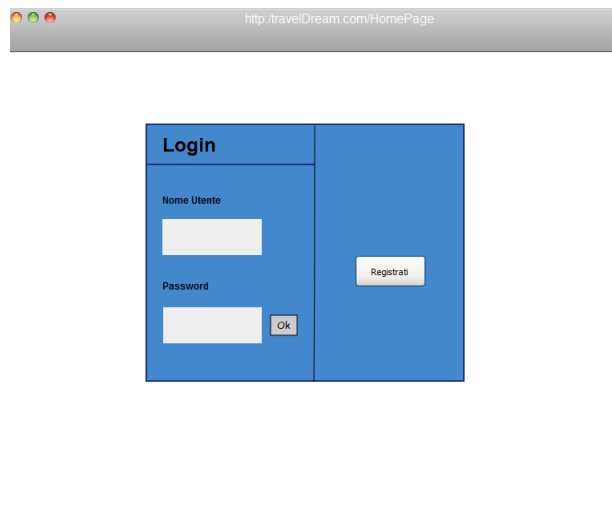 http:/travelDream.com/HomePage
Login
Nome Utente
Password
Ok
Registrati